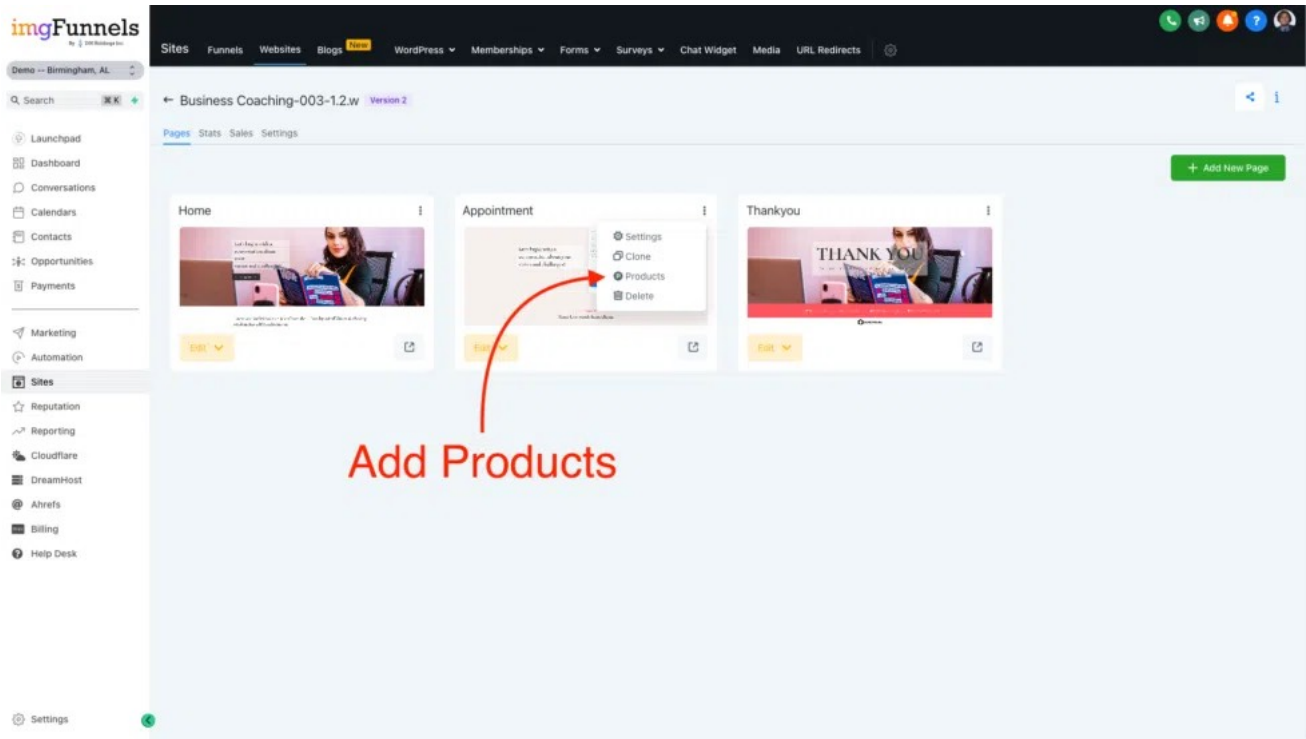 imgFunnels
Sites Funnels Websites Blogs New WordPress Memberships Forms Surveys Chat Widget Media URL Redirects
Demo -- Birmingham, AL
Search ⌘ K
← Business Coaching-003-1.2.w Version 2
Pages Stats Sales Settings
+ Add New Page
Launchpad
Dashboard
Conversations
Calendars
Contacts
Opportunities
Payments
Marketing
Automation
Sites
Reputation
Reporting
Cloudflare
DreamHost
Ahrefs
Billing
Help Desk
Settings
Home
Edit
Appointment
Settings
Clone
Products
Delete
Edit
Thankyou
THANK YOU
Edit
Add Products